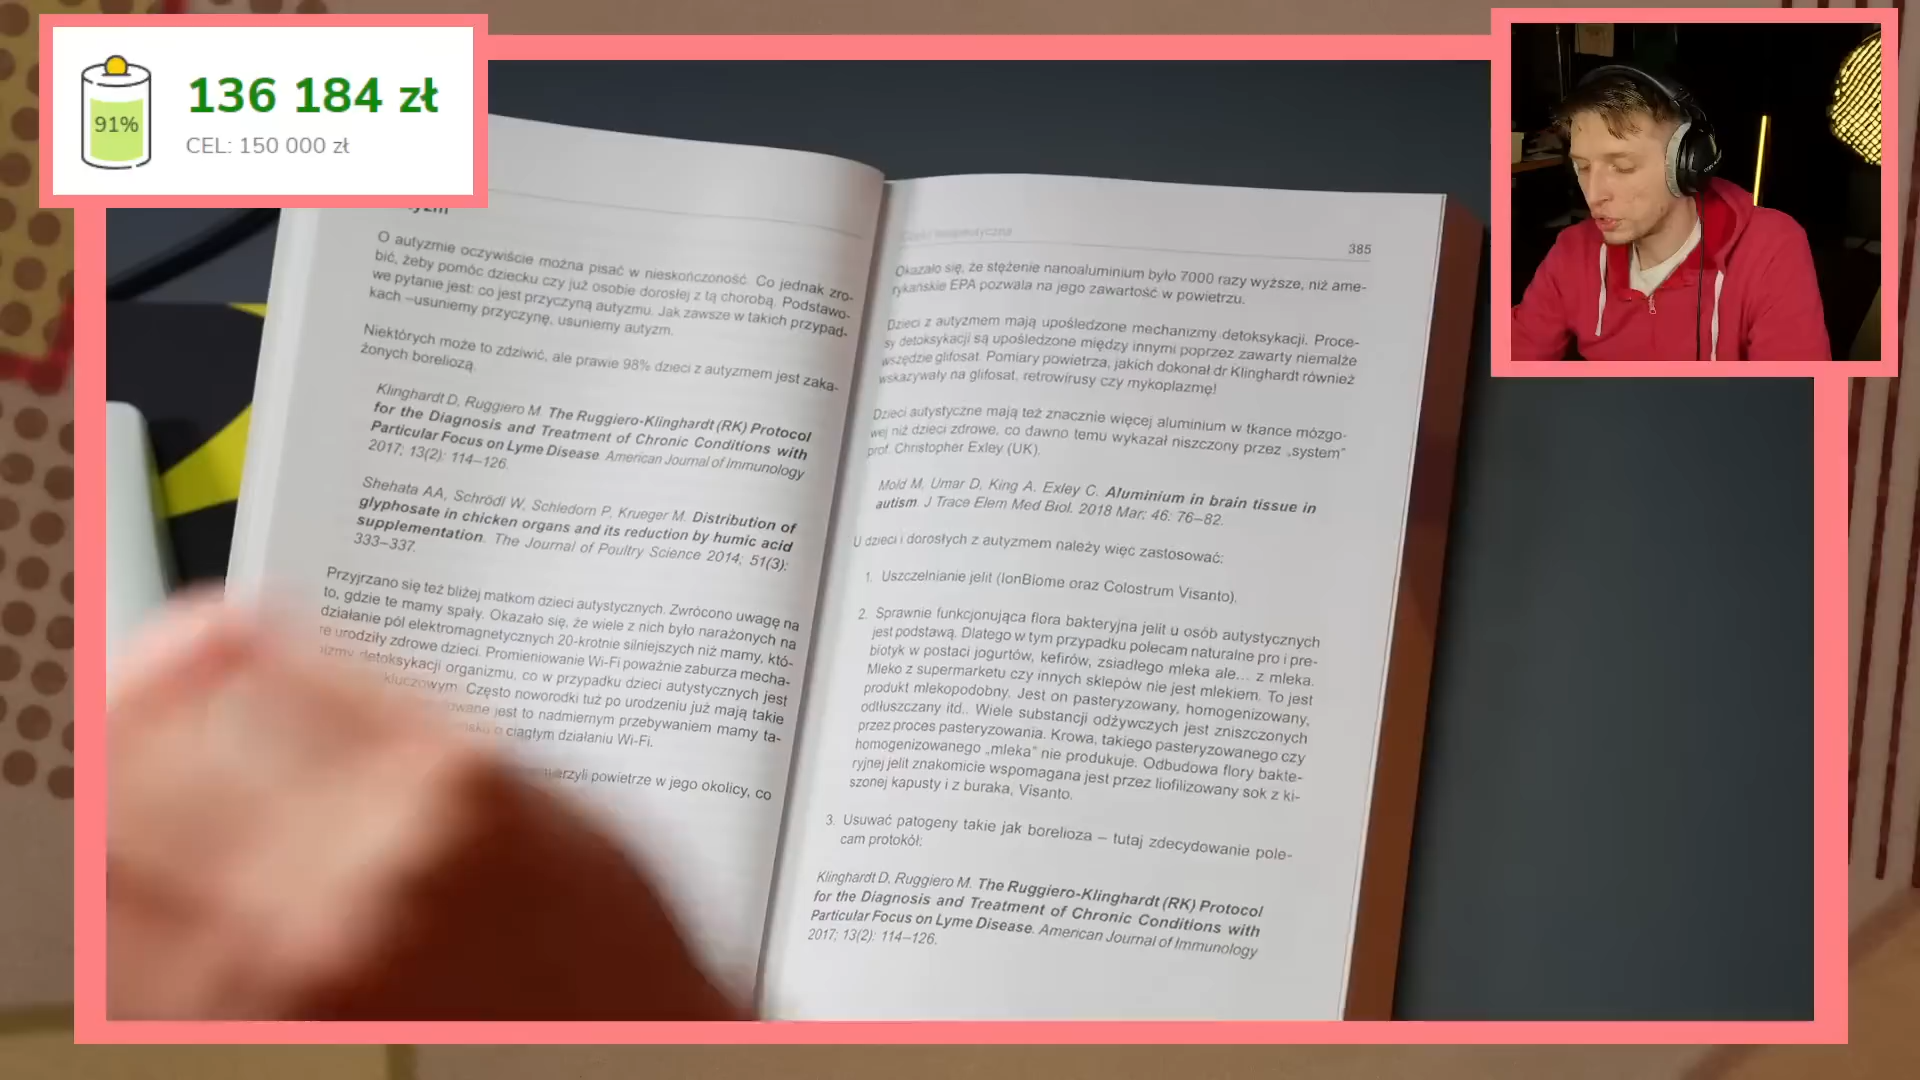 91%
136 184 zł
CEL: 150 000 zł
O autyzmie oczywiście można pisać w nieskończoność. Co jednak zro-
bić, żeby pomóc dziecku czy już osobie dorosłej z tą chorobą. Podstawo-
we pytanie jest: co jest przyczyną autyzmu. Jak zawsze w takich przypad-
kach –usuniemy przyczynę, usuniemy autyzm.
Niektórych może to zdziwić, ale prawie 98% dzieci z autyzmem jest zaka-
żonych boreliozą.
Klinghardt D, Ruggiero M. The Ruggiero-Klinghardt (RK) Protocol
for the Diagnosis and Treatment of Chronic Conditions with
Particular Focus on Lyme Disease. American Journal of Immunology
2017; 13(2): 114–126.
Shehata AA, Schrödl W, Schledorn P, Krueger M. Distribution of
glyphosate in chicken organs and its reduction by humic acid
supplementation. The Journal of Poultry Science 2014; 51(3):
333–337.
Przyjrzano się też bliżej matkom dzieci autystycznych. Zwrócono uwagę na
to, gdzie te mamy spały. Okazało się, że wiele z nich było narażonych na
działanie pól elektromagnetycznych 20-krotnie silniejszych niż mamy, któ-
re urodziły zdrowe dzieci. Promieniowanie Wi-Fi poważnie zaburza mecha-
detoksykacji organizmu, co w przypadku dzieci autystycznych jest
kluczowym. Często noworodki tuż po urodzeniu już mają takie
jest to nadmiernym przebywaniem mamy ta-
o ciągłym działaniu Wi-Fi.
powietrze w jego okolicy, co
385
Okazało się, że stężenie nanoaluminium było 7000 razy wyższe, niż ame-
rykańskie EPA pozwala na jego zawartość w powietrzu.
Dzieci z autyzmem mają upośledzone mechanizmy detoksykacji. Proce-
sy detoksykacji są upośledzone między innymi poprzez zawarty niemalże
wszędzie glifosat. Pomiary powietrza, jakich dokonał dr Klinghardt również
wskazywały na glifosat, retrowirusy czy mykoplazmę!
Dzieci autystyczne mają też znacznie więcej aluminium w tkance mózgo-
wej niż dzieci zdrowe, co dawno temu wykazał niszczony przez „system”
prof. Christopher Exley (UK).
Mold M, Umar D, King A, Exley C. Aluminium in brain tissue in
autism. J Trace Elem Med Biol. 2018 Mar; 46: 76–82.
U dzieci i dorosłych z autyzmem należy więc zastosować:
1. Uszczelnianie jelit (IonBiome oraz Colostrum Visanto).
2. Sprawnie funkcjonująca flora bakteryjna jelit u osób autystycznych
jest podstawą. Dlatego w tym przypadku polecam naturalne pro i pre-
biotyk w postaci jogurtów, kefirów, zsiadłego mleka ale... z mleka.
Mleko z supermarketu czy innych sklepów nie jest mlekiem. To jest
produkt mlekopodobny. Jest on pasteryzowany, homogenizowany,
odtłuszczany itd.. Wiele substancji odżywczych jest zniszczonych
przez proces pasteryzowania. Krowa, takiego pasteryzowanego czy
homogenizowanego „mleka” nie produkuje. Odbudowa flory bakte-
ryjnej jelit znakomicie wspomagana jest przez liofilizowany sok z ki-
szonej kapusty i z buraka, Visanto.
3. Usuwać patogeny takie jak borelioza – tutaj zdecydowanie pole-
cam protokół:
Klinghardt D, Ruggiero M. The Ruggiero-Klinghardt (RK) Protocol
for the Diagnosis and Treatment of Chronic Conditions with
Particular Focus on Lyme Disease. American Journal of Immunology
2017; 13(2): 114–126.